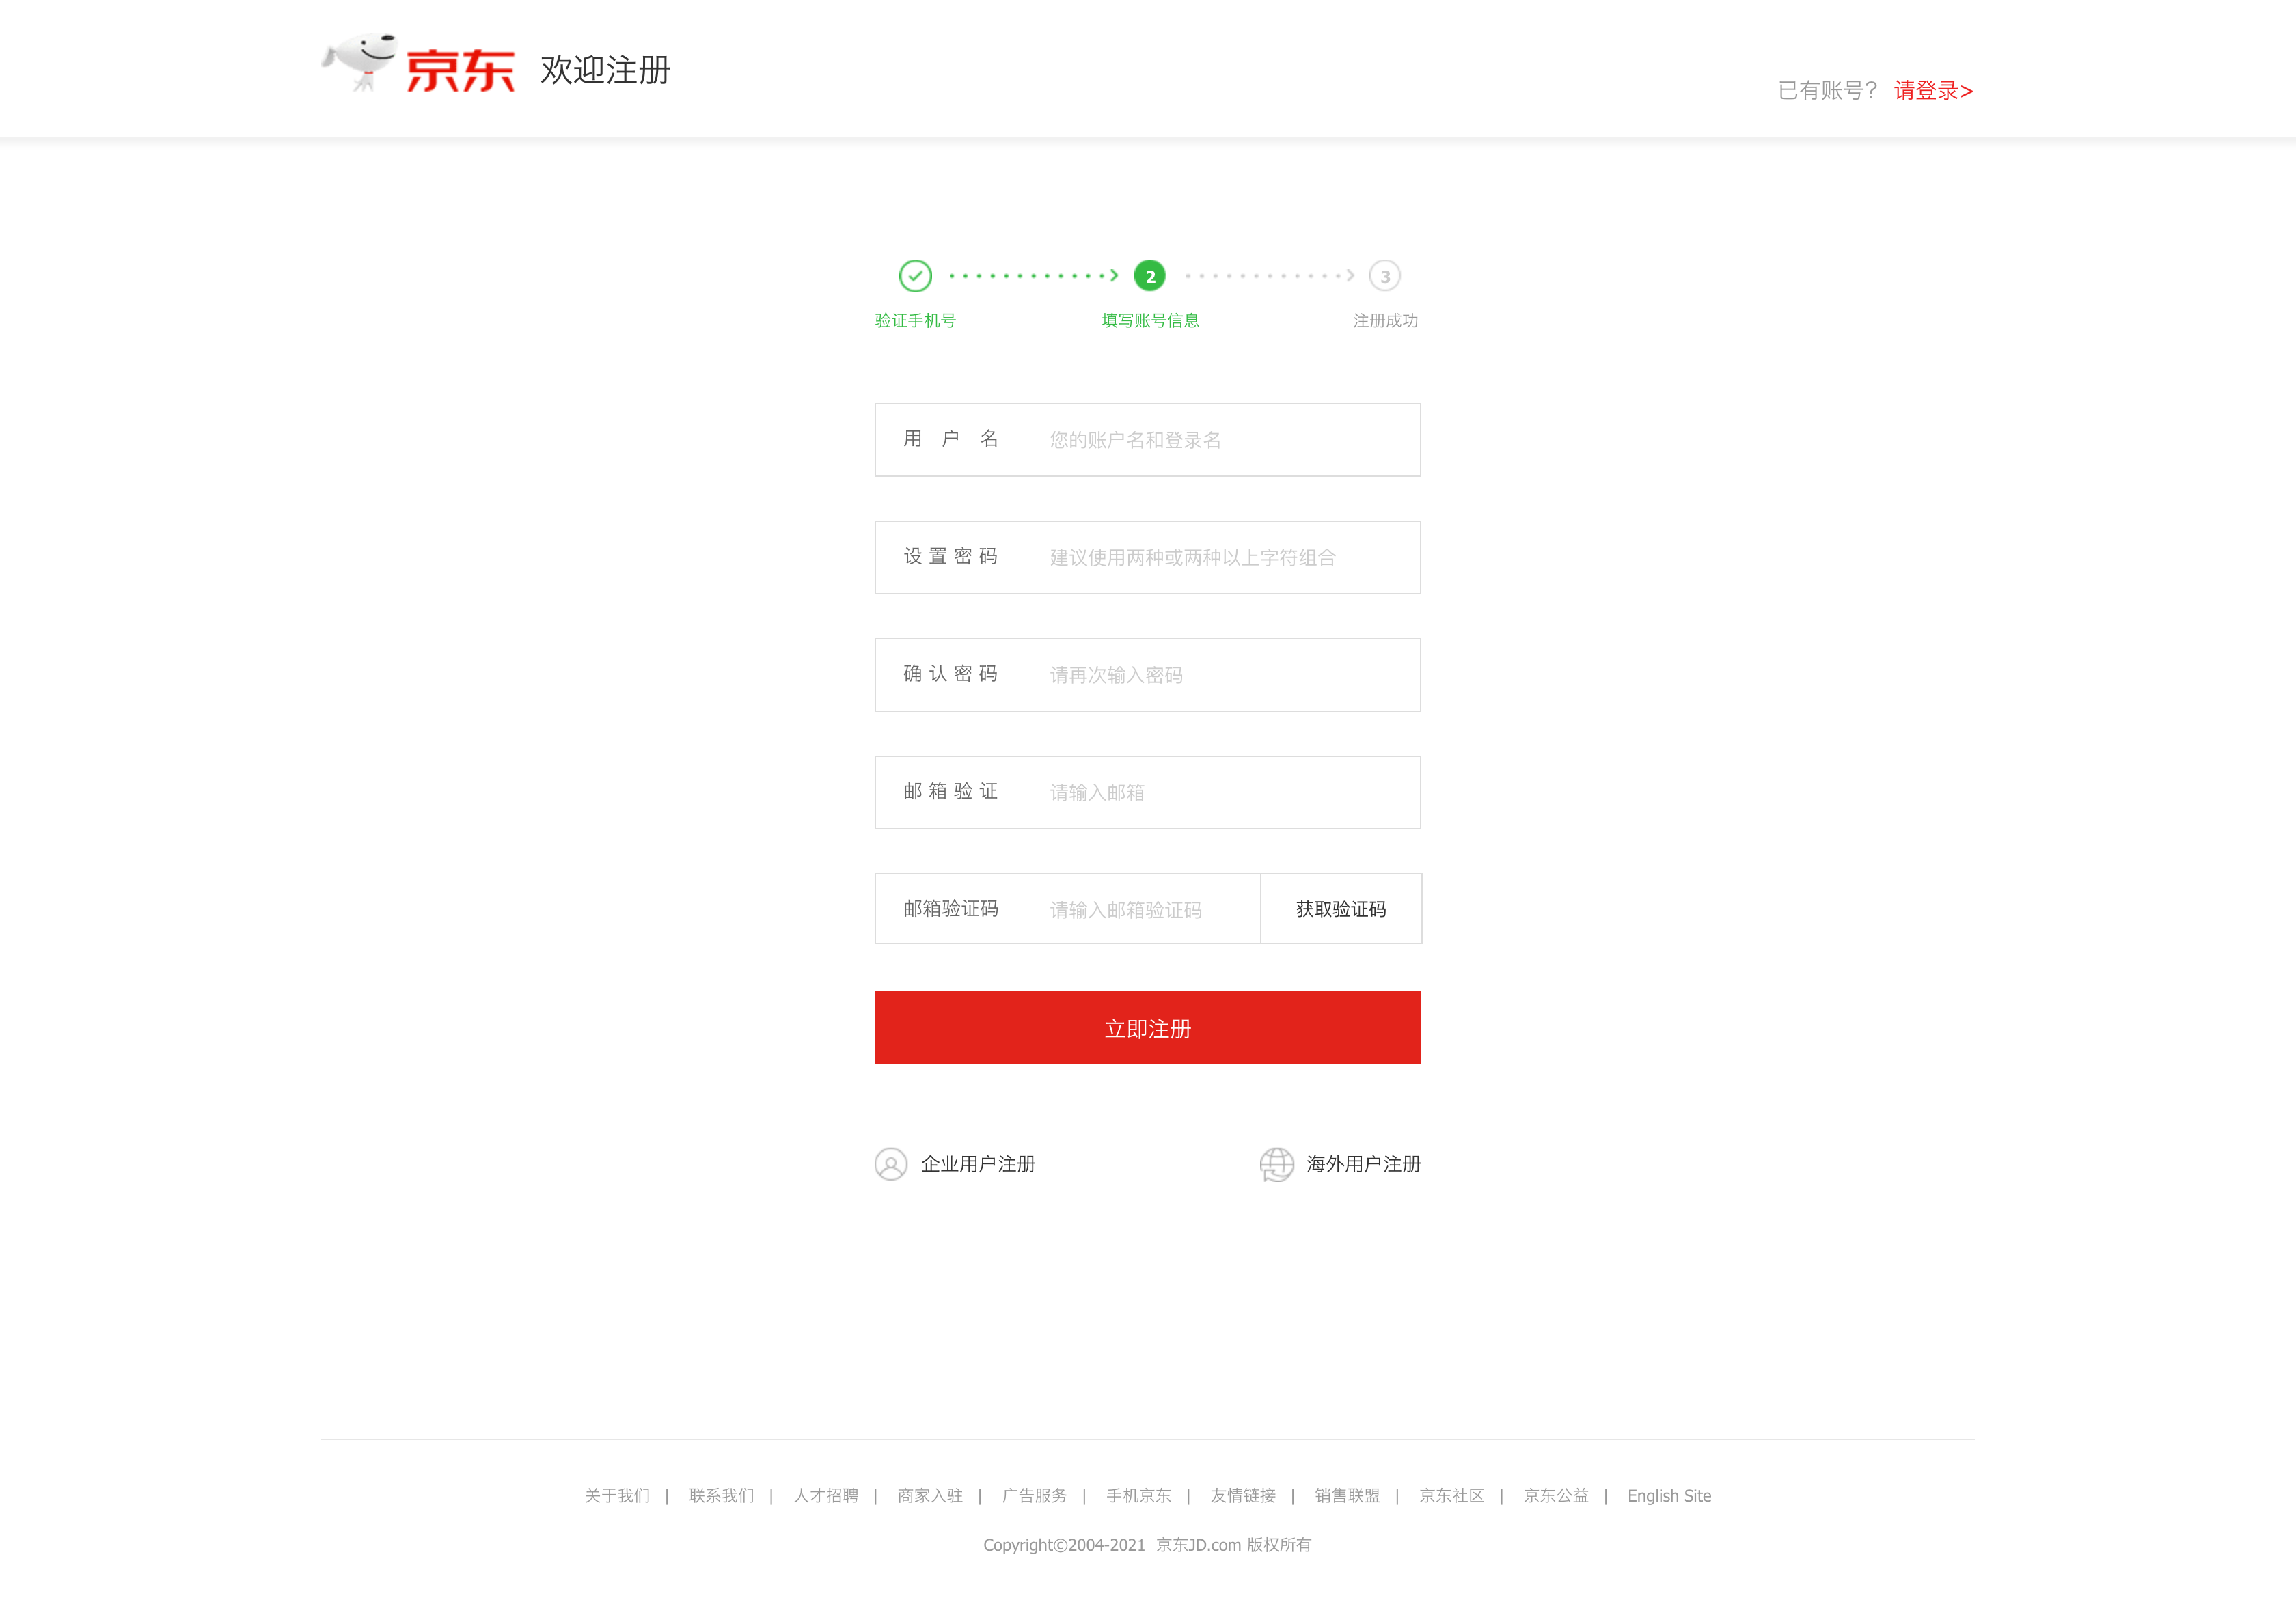 京东 欢迎注册
已有账号? 请登录>
2 3
验证手机号 填写账号信息 注册成功
用 户 名 您的账户名和登录名
设 置 密 码 建议使用两种或两种以上字符组合
确 认 密 码 请再次输入密码
邮 箱 验 证 请输入邮箱
邮箱验证码 请输入邮箱验证码 获取验证码
立即注册
企业用户注册 海外用户注册
关于我们 | 联系我们 | 人才招聘 | 商家入驻 | 广告服务 | 手机京东 | 友情链接 | 销售联盟 | 京东社区 | 京东公益 | English Site
Copyright©2004-2021 京东JD.com 版权所有